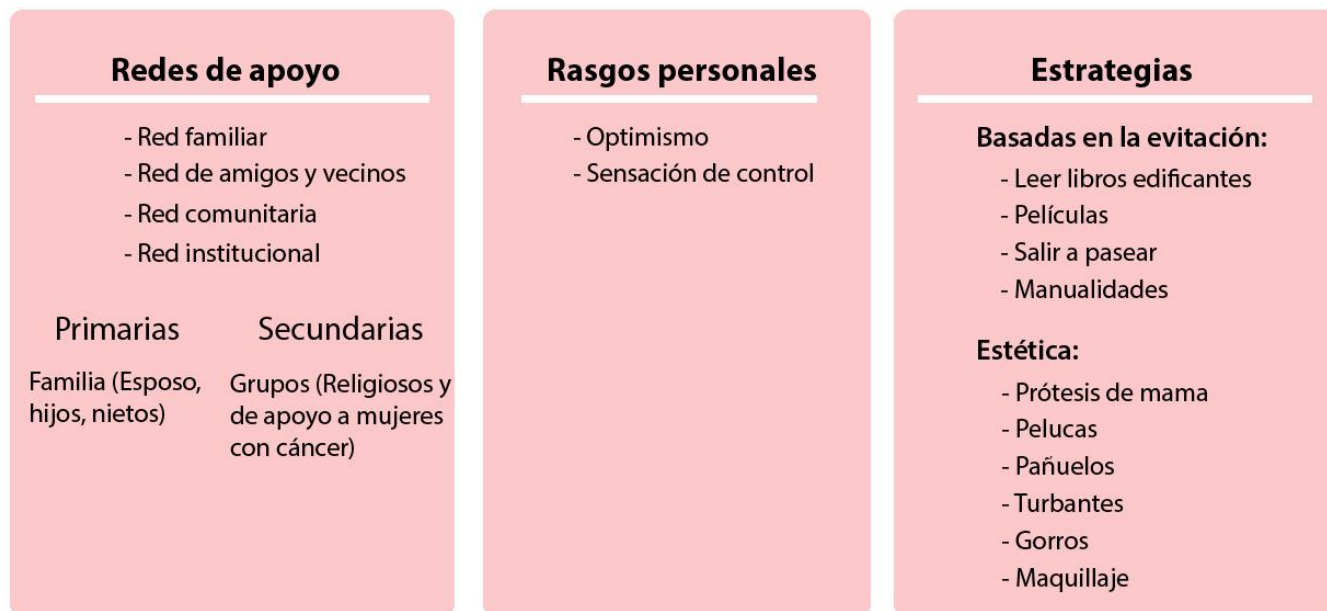 Redes de apoyo
- Red familiar
- Red de amigos y vecinos
- Red comunitaria
- Red institucional
Primarias
Familia (Esposo,
hijos, nietos)
Secundarias
Grupos (Religiosos y
de apoyo a mujeres
con cáncer)
Rasgos personales
- Optimismo
- Sensación de control
Estrategias
Basadas en la evitación:
- Leer libros edificantes
- Películas
- Salir a pasear
- Manualidades
Estética:
- Prótesis de mama
- Pelucas
- Pañuelos
- Turbantes
- Gorros
- Maquillaje